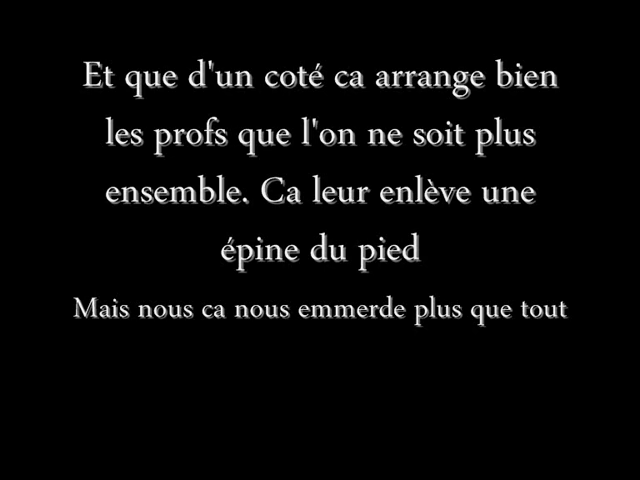 Et que d'un coté ca arrange bien
les profs que l'on ne soit plus
ensemble. Ca leur enlève une
épine du pied
Mais nous ca nous emmerde plus que tout